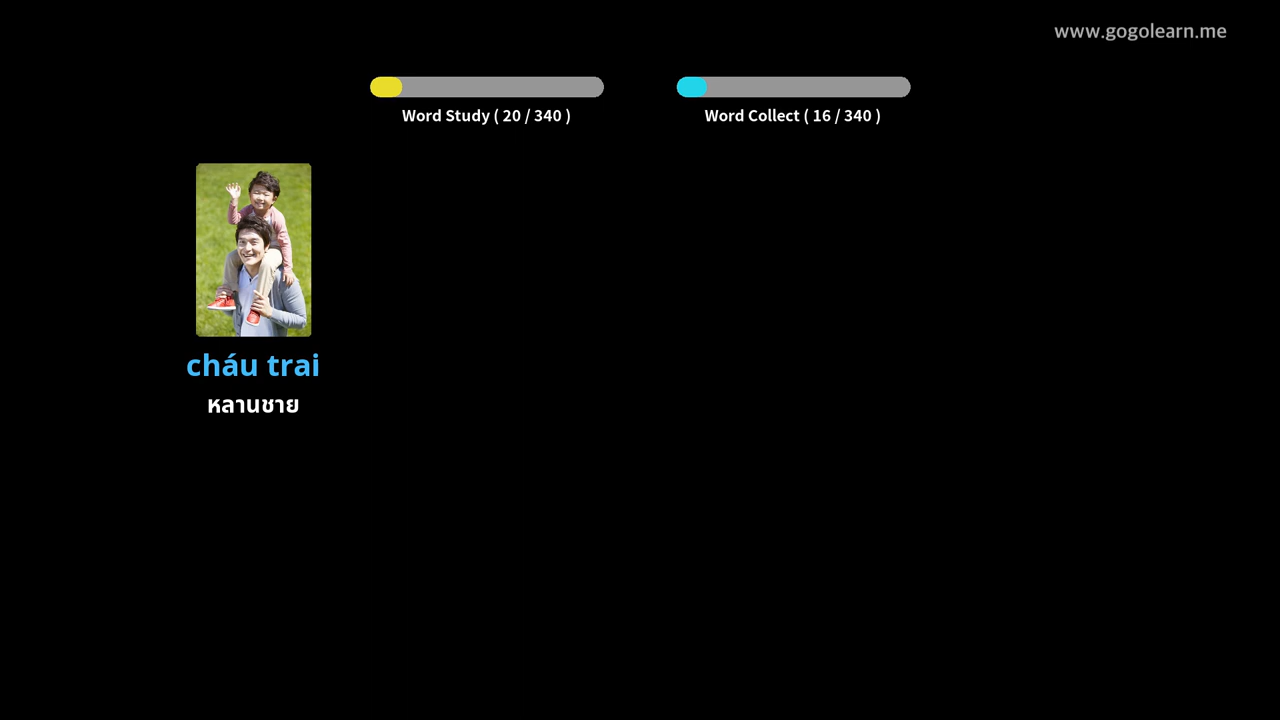 www.gogolearn.me
Word Study ( 20 / 340 )
Word Collect ( 16 / 340 )
cháu trai
หลานชาย